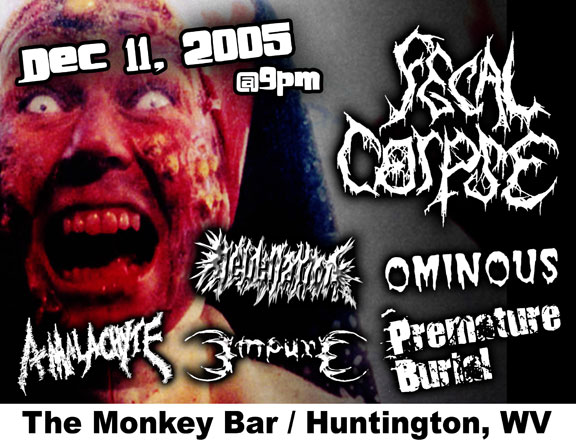 Dec 11, 2005
@9pm
FECAL
CORPSE
OMINOUS
Impure
Premature
Burial
The Monkey Bar / Huntington, WV